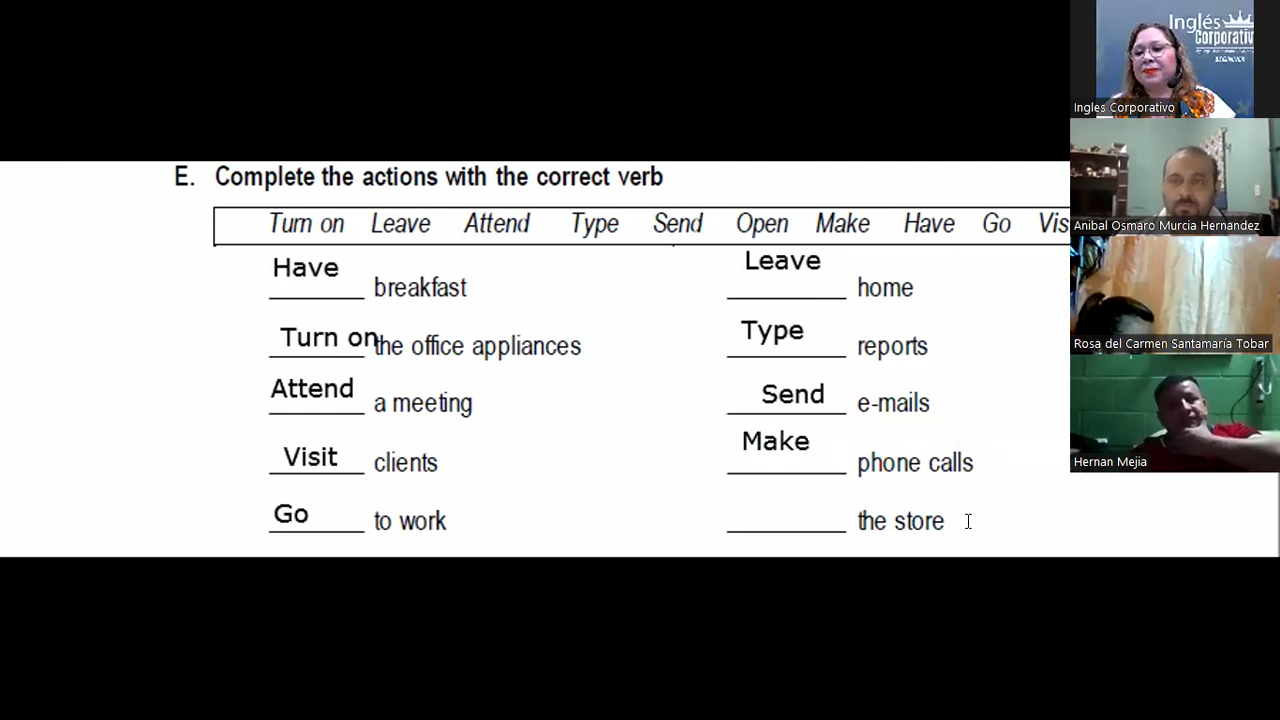 E. Complete the actions with the correct verb
Turn on Leave Attend Type Send Open Make Have Go Vis
Have breakfast
Leave home
Turn on the office appliances
Type reports
Attend a meeting
Send e-mails
Visit clients
Make phone calls
Go to work
the store
Inglés
Corporativ
Ingles Corporativo
Anibal Osmaro Murcia Hernandez
Rosa del Carmen Santamaría Tobar
Hernan Mejia